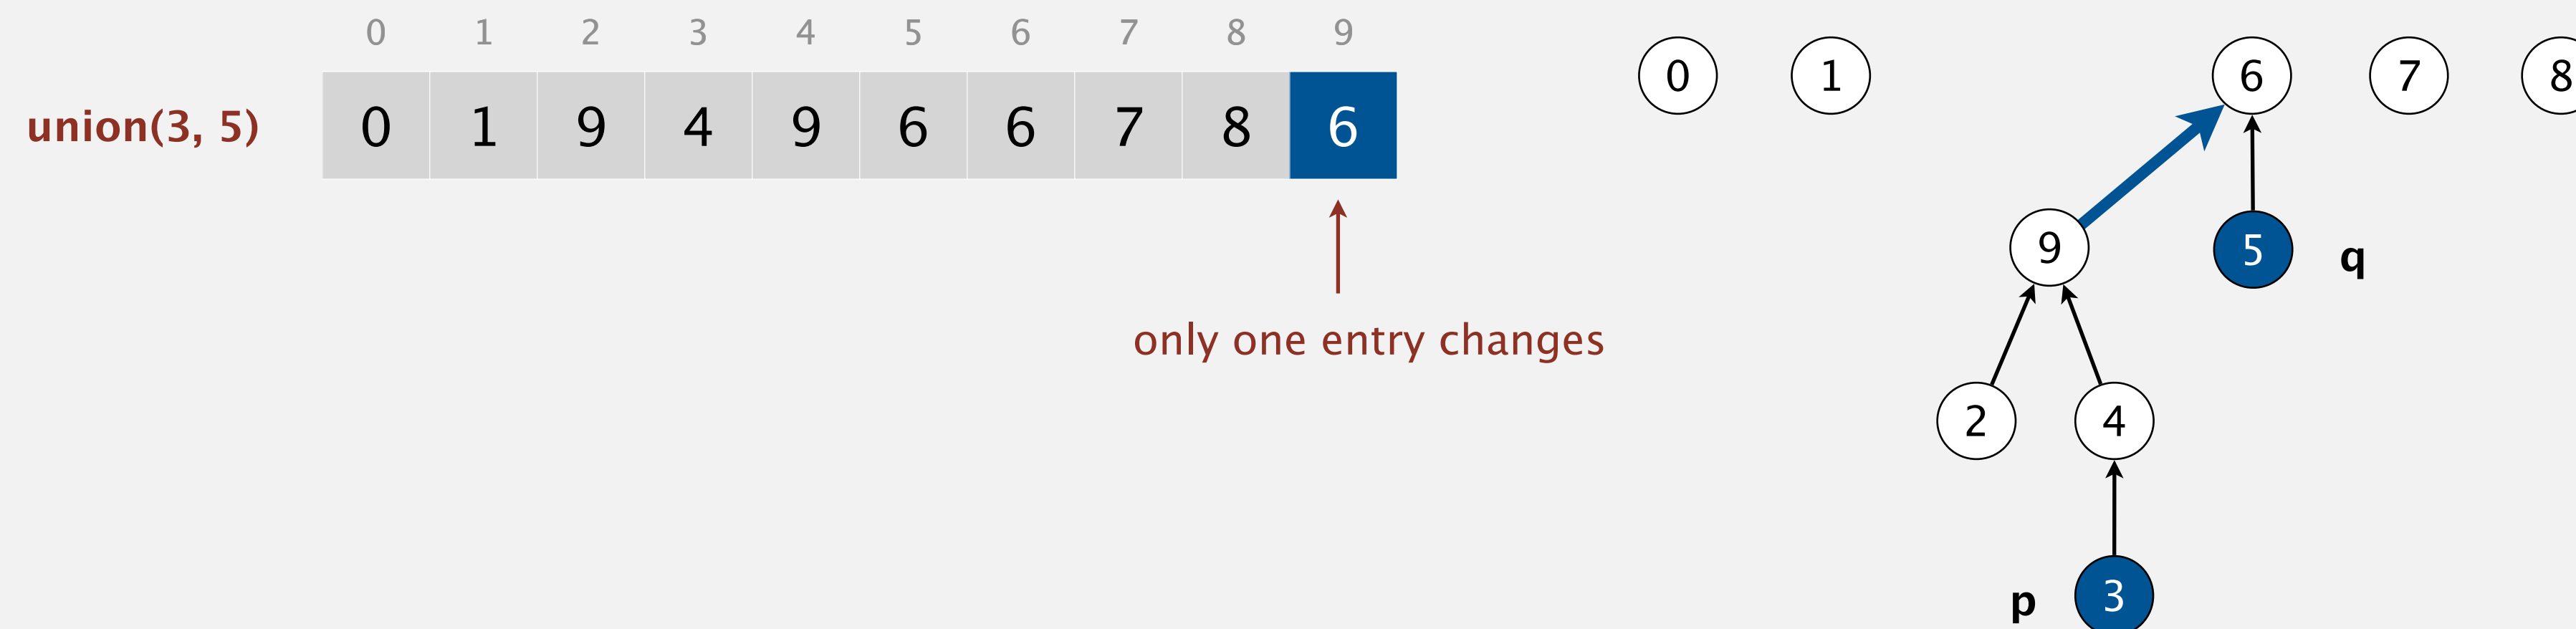 0 1 2 3 4 5 6 7 8 9
union(3, 5) 0 1 9 4 9 6 6 7 8 6
only one entry changes
0 1 6 7 8
9 5 q
2 4
p 3